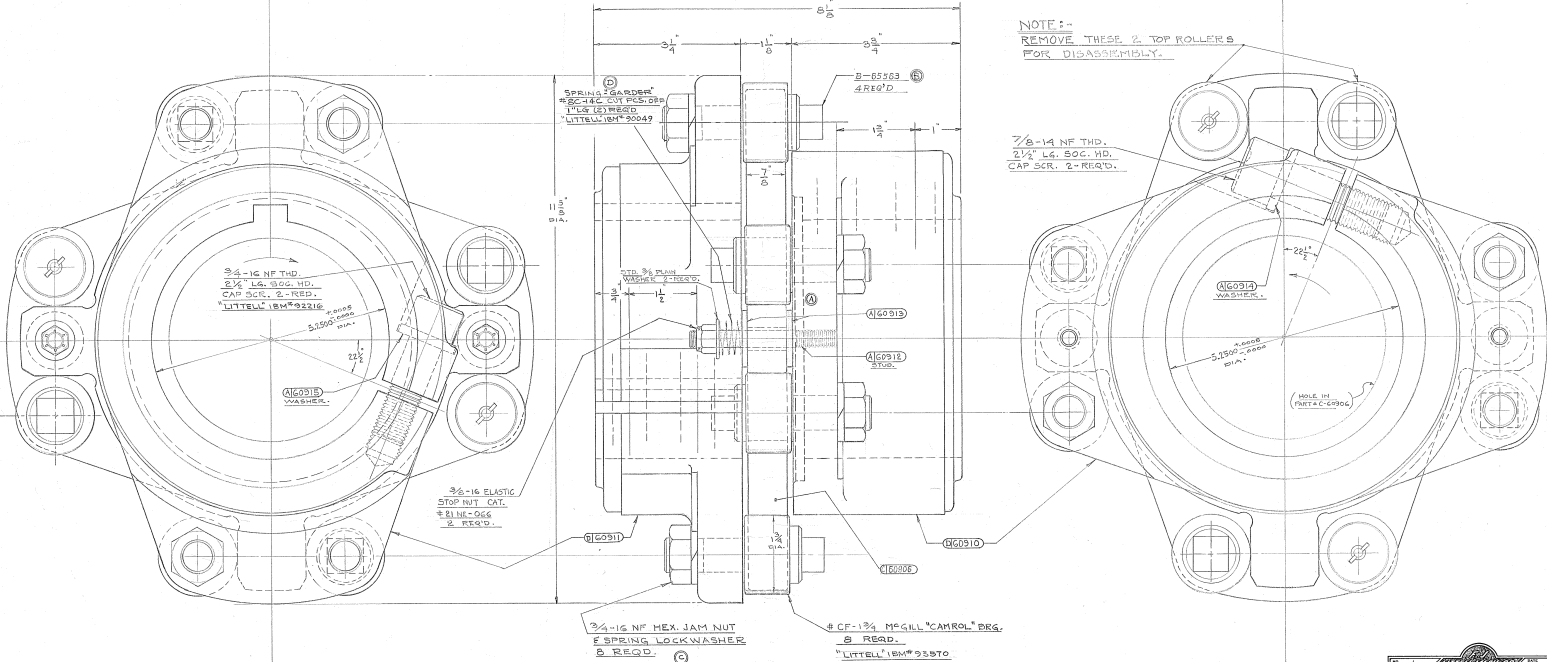 8 1/8"
3 1/4"
1 1/8"
3 3/4"
NOTE:-
REMOVE THESE 2 TOP ROLLERS
FOR DISASSEMBLY.
D
SPRING "GARDER"
#8C-14C CUT PCS. OFF
1" LG (2) REQ'D
"LITTELL" IBM# 90049
B-65563 B
4 REQ'D
1 3/4"
1"
7/8-14 NF THD.
2 1/2" LG. SOC. HD.
CAP SCR. 2-REQ'D.
7/8"
DIA.
3/4-16 NF THD.
2 1/2" LG. SOC. HD.
CAP SCR. 2-RED.
"LITTELL" IBM# 92216
5.2500 +.0005 -.0000
DIA.
22 1/2°
A 60915
WASHER.
STD. 3/8 PLAIN
WASHER 2-REQ'D.
3/4"
1 1/2"
A
A 60913
A 60912
STUD.
22 1/2°
A 60914
WASHER.
5.2500 +.0005 -.0000
DIA.
HOLE IN
PART # C-60906
3/8-16 ELASTIC
STOP NUT CAT.
#21 NE-066
2 REQ'D.
D 60911
1 3/4
DIA.
D 60910
C 60906
3/4-16 NF HEX. JAM NUT
& SPRING LOCKWASHER
8 REQD.
C
# CF-1 3/4 McGILL "CAMROL" BRG.
8 REQD.
"LITTELL" IBM# 93570